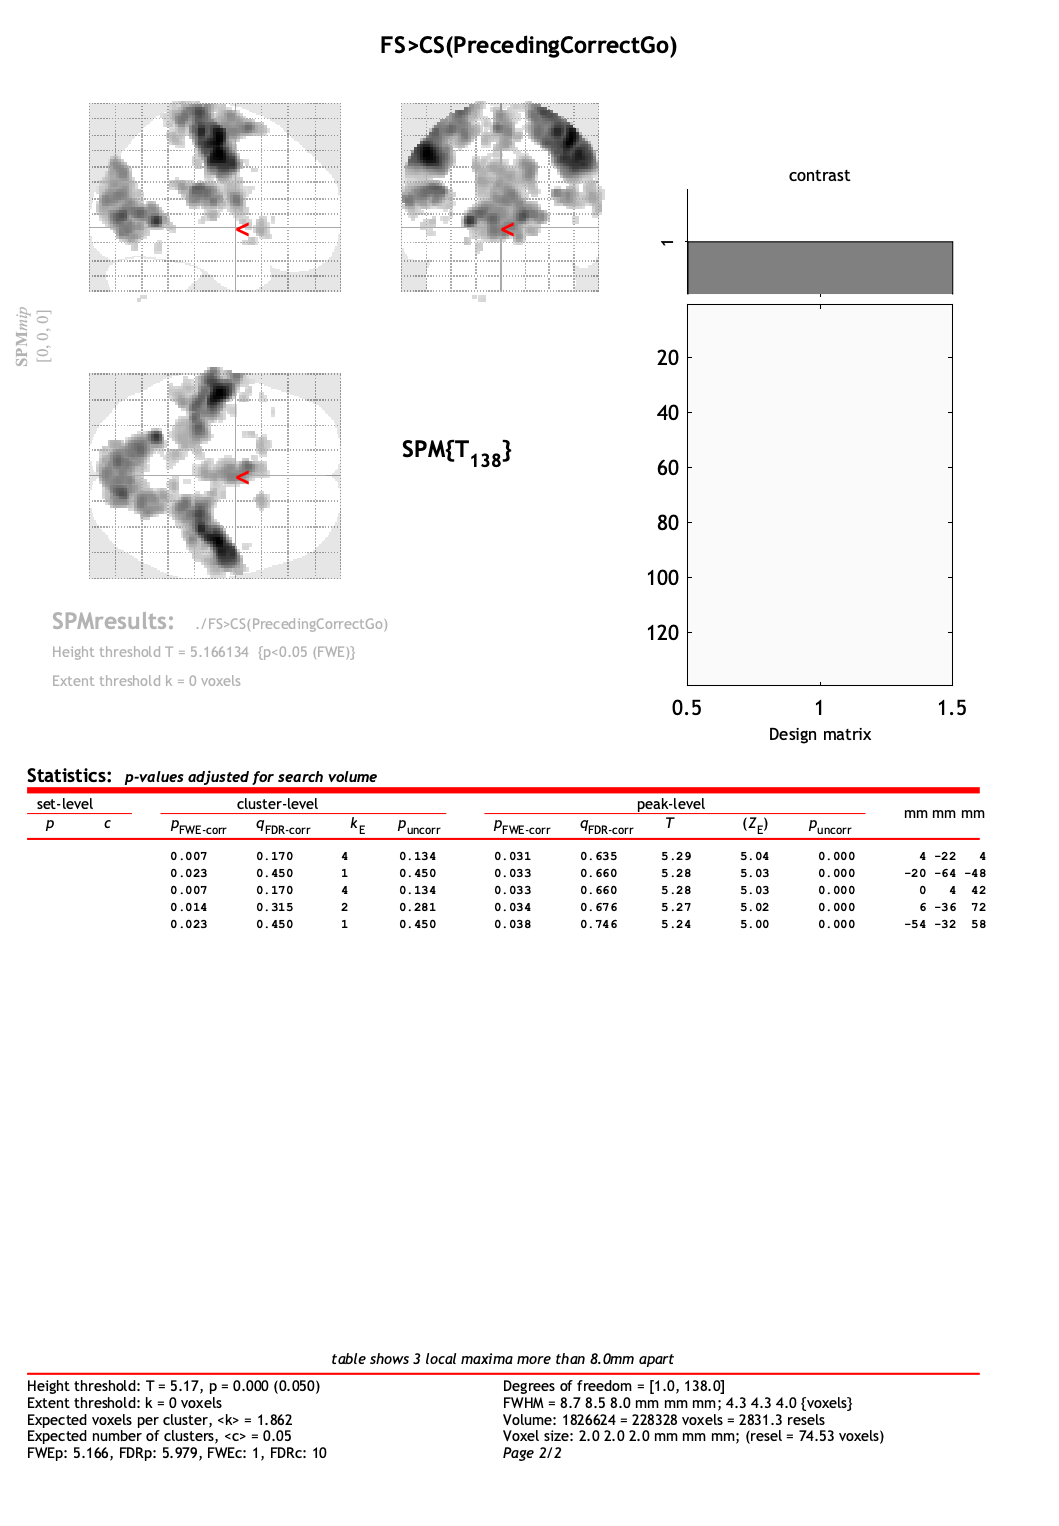 FS>CS(PrecedingCorrectGo)
contrast
1
<
<
SPMmip
[0, 0, 0]
<
SPM{T138}
20
40
60
80
100
120
0.5 1 1.5
Design matrix
SPMresults: ./FS>CS(PrecedingCorrectGo)
Height threshold T = 5.166134 {p<0.05 (FWE)}
Extent threshold k = 0 voxels
Statistics: p-values adjusted for search volume
set-level cluster-level peak-level mm mm mm
p c pFWE-corr qFDR-corr kE puncorr pFWE-corr qFDR-corr T (ZE) puncorr
0.007 0.170 4 0.134 0.031 0.635 5.29 5.04 0.000 4 -22 4
0.023 0.450 1 0.450 0.033 0.660 5.28 5.03 0.000 -20 -64 -48
0.007 0.170 4 0.134 0.033 0.660 5.28 5.03 0.000 0 4 42
0.014 0.315 2 0.281 0.034 0.676 5.27 5.02 0.000 6 -36 72
0.023 0.450 1 0.450 0.038 0.746 5.24 5.00 0.000 -54 -32 58
table shows 3 local maxima more than 8.0mm apart
Height threshold: T = 5.17, p = 0.000 (0.050)
Extent threshold: k = 0 voxels
Expected voxels per cluster, <k> = 1.862
Expected number of clusters, <c> = 0.05
FWEp: 5.166, FDRp: 5.979, FWEc: 1, FDRc: 10
Degrees of freedom = [1.0, 138.0]
FWHM = 8.7 8.5 8.0 mm mm mm; 4.3 4.3 4.0 {voxels}
Volume: 1826624 = 228328 voxels = 2831.3 resels
Voxel size: 2.0 2.0 2.0 mm mm mm; (resel = 74.53 voxels)
Page 2/2